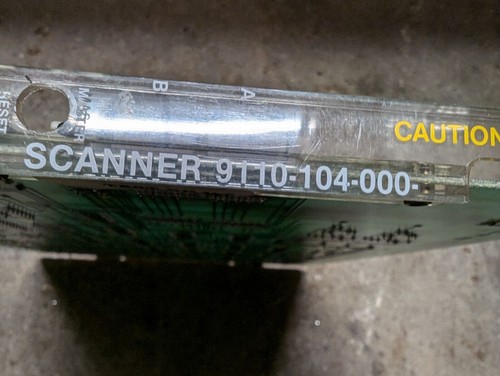 RESET
MASTER
B
A
CAUTION
SCANNER 9110-104-000-